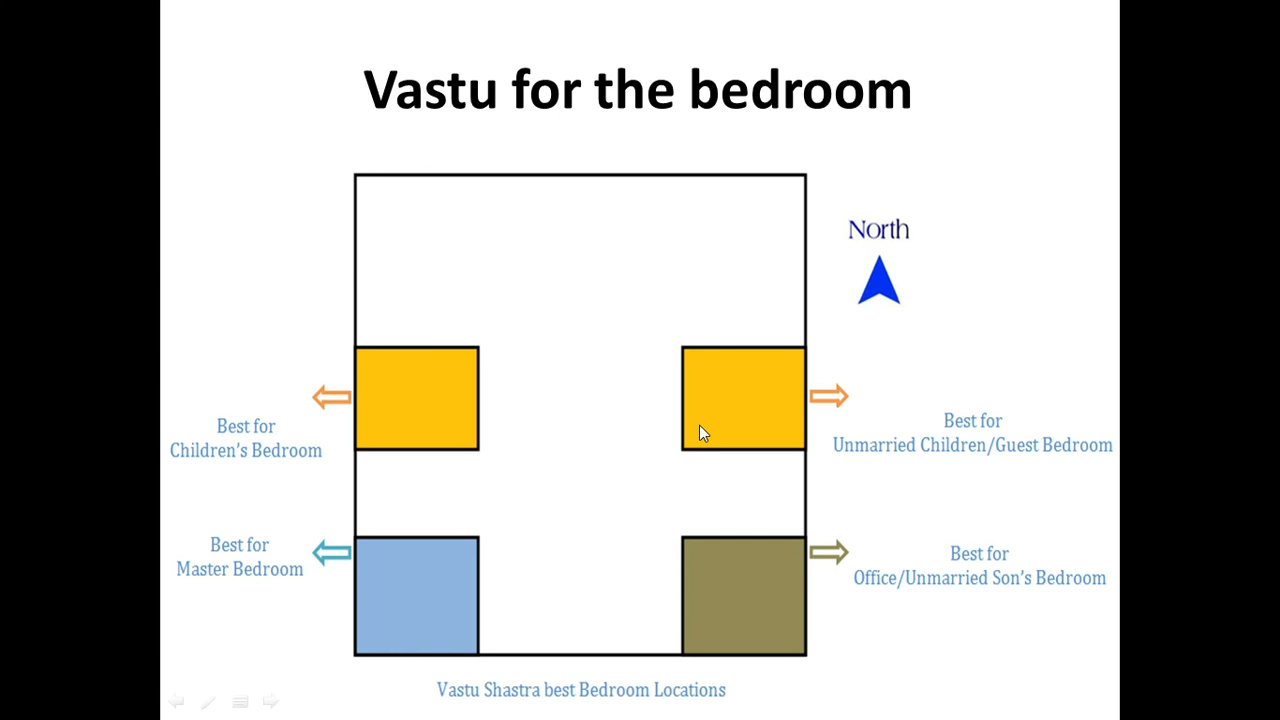 Vastu for the bedroom
North
Best for
Children's Bedroom
Best for
Unmarried Children/Guest Bedroom
Best for
Master Bedroom
Best for
Office/Unmarried Son's Bedroom
Vastu Shastra best Bedroom Locations